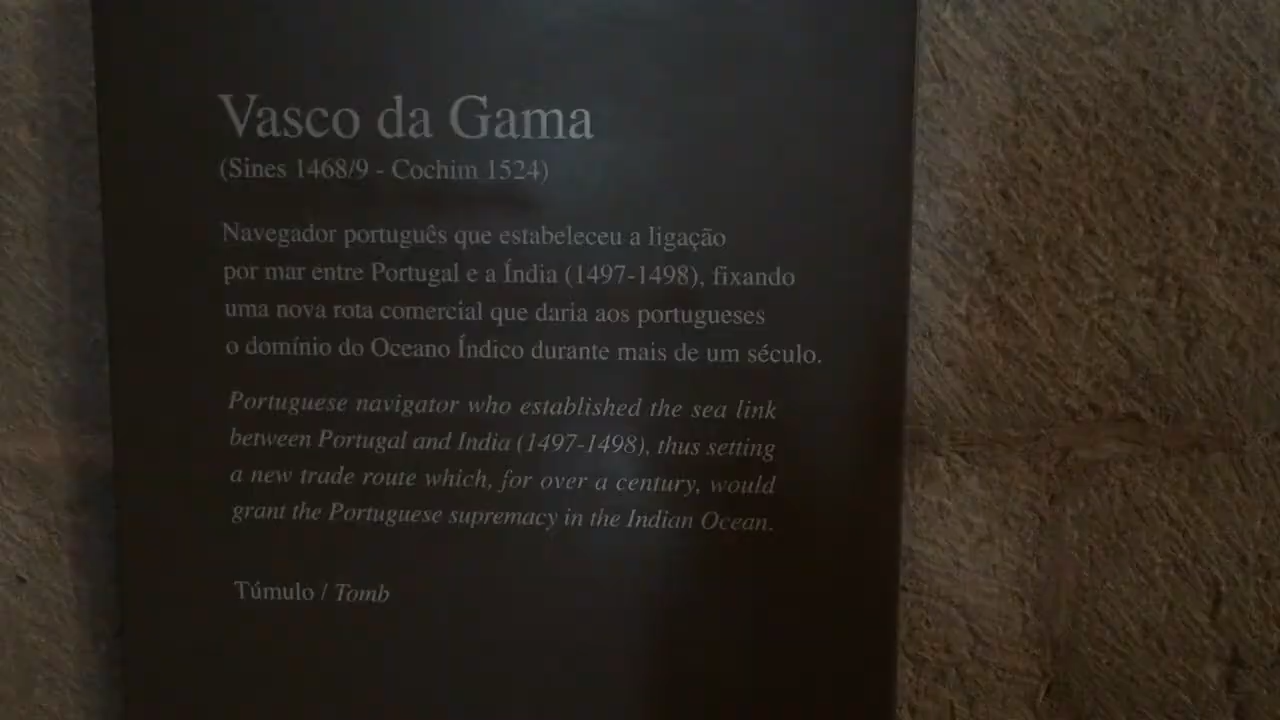 Vasco da Gama
(Sines 1468/9 - Cochim 1524)
Navegador português que estabeleceu a ligação
por mar entre Portugal e a Índia (1497-1498), fixando
uma nova rota comercial que daria aos portugueses
o domínio do Oceano Índico durante mais de um século.
Portuguese navigator who established the sea link
between Portugal and India (1497-1498), thus setting
a new trade route which, for over a century, would
grant the Portuguese supremacy in the Indian Ocean.
Túmulo / Tomb